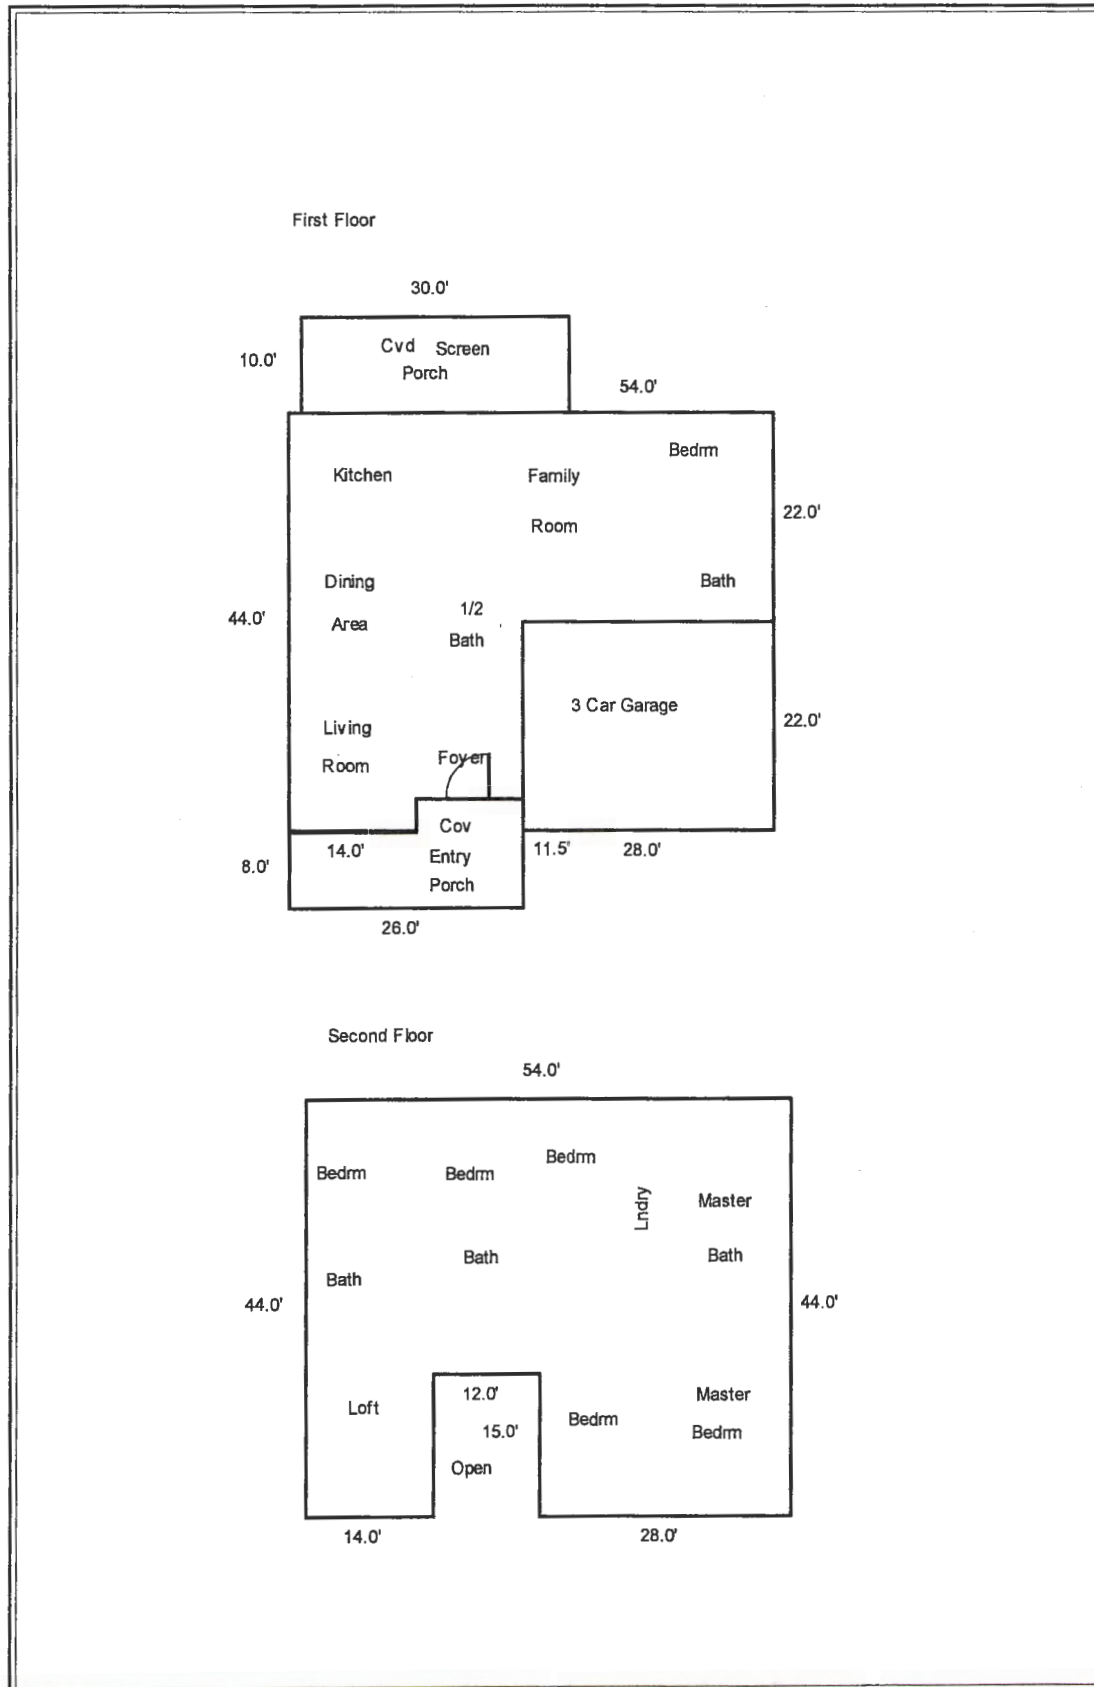 First Floor
30.0'
10.0'
Cvd Screen
Porch
54.0'
Bedrm
Kitchen
Family
22.0'
Room
Dining
Bath
1/2
44.0'
Area
Bath
3 Car Garage
22.0'
Living
Foyer
Room
Cov
14.0'
11.5'
28.0'
Entry
8.0'
Porch
26.0'
Second Floor
54.0'
Bedrm
Bedrm
Bedrm
Lndry
Master
Bath
Bath
Bath
44.0'
44.0'
12.0'
Master
Loft
Bedrm
15.0'
Bedrm
Open
14.0'
28.0'